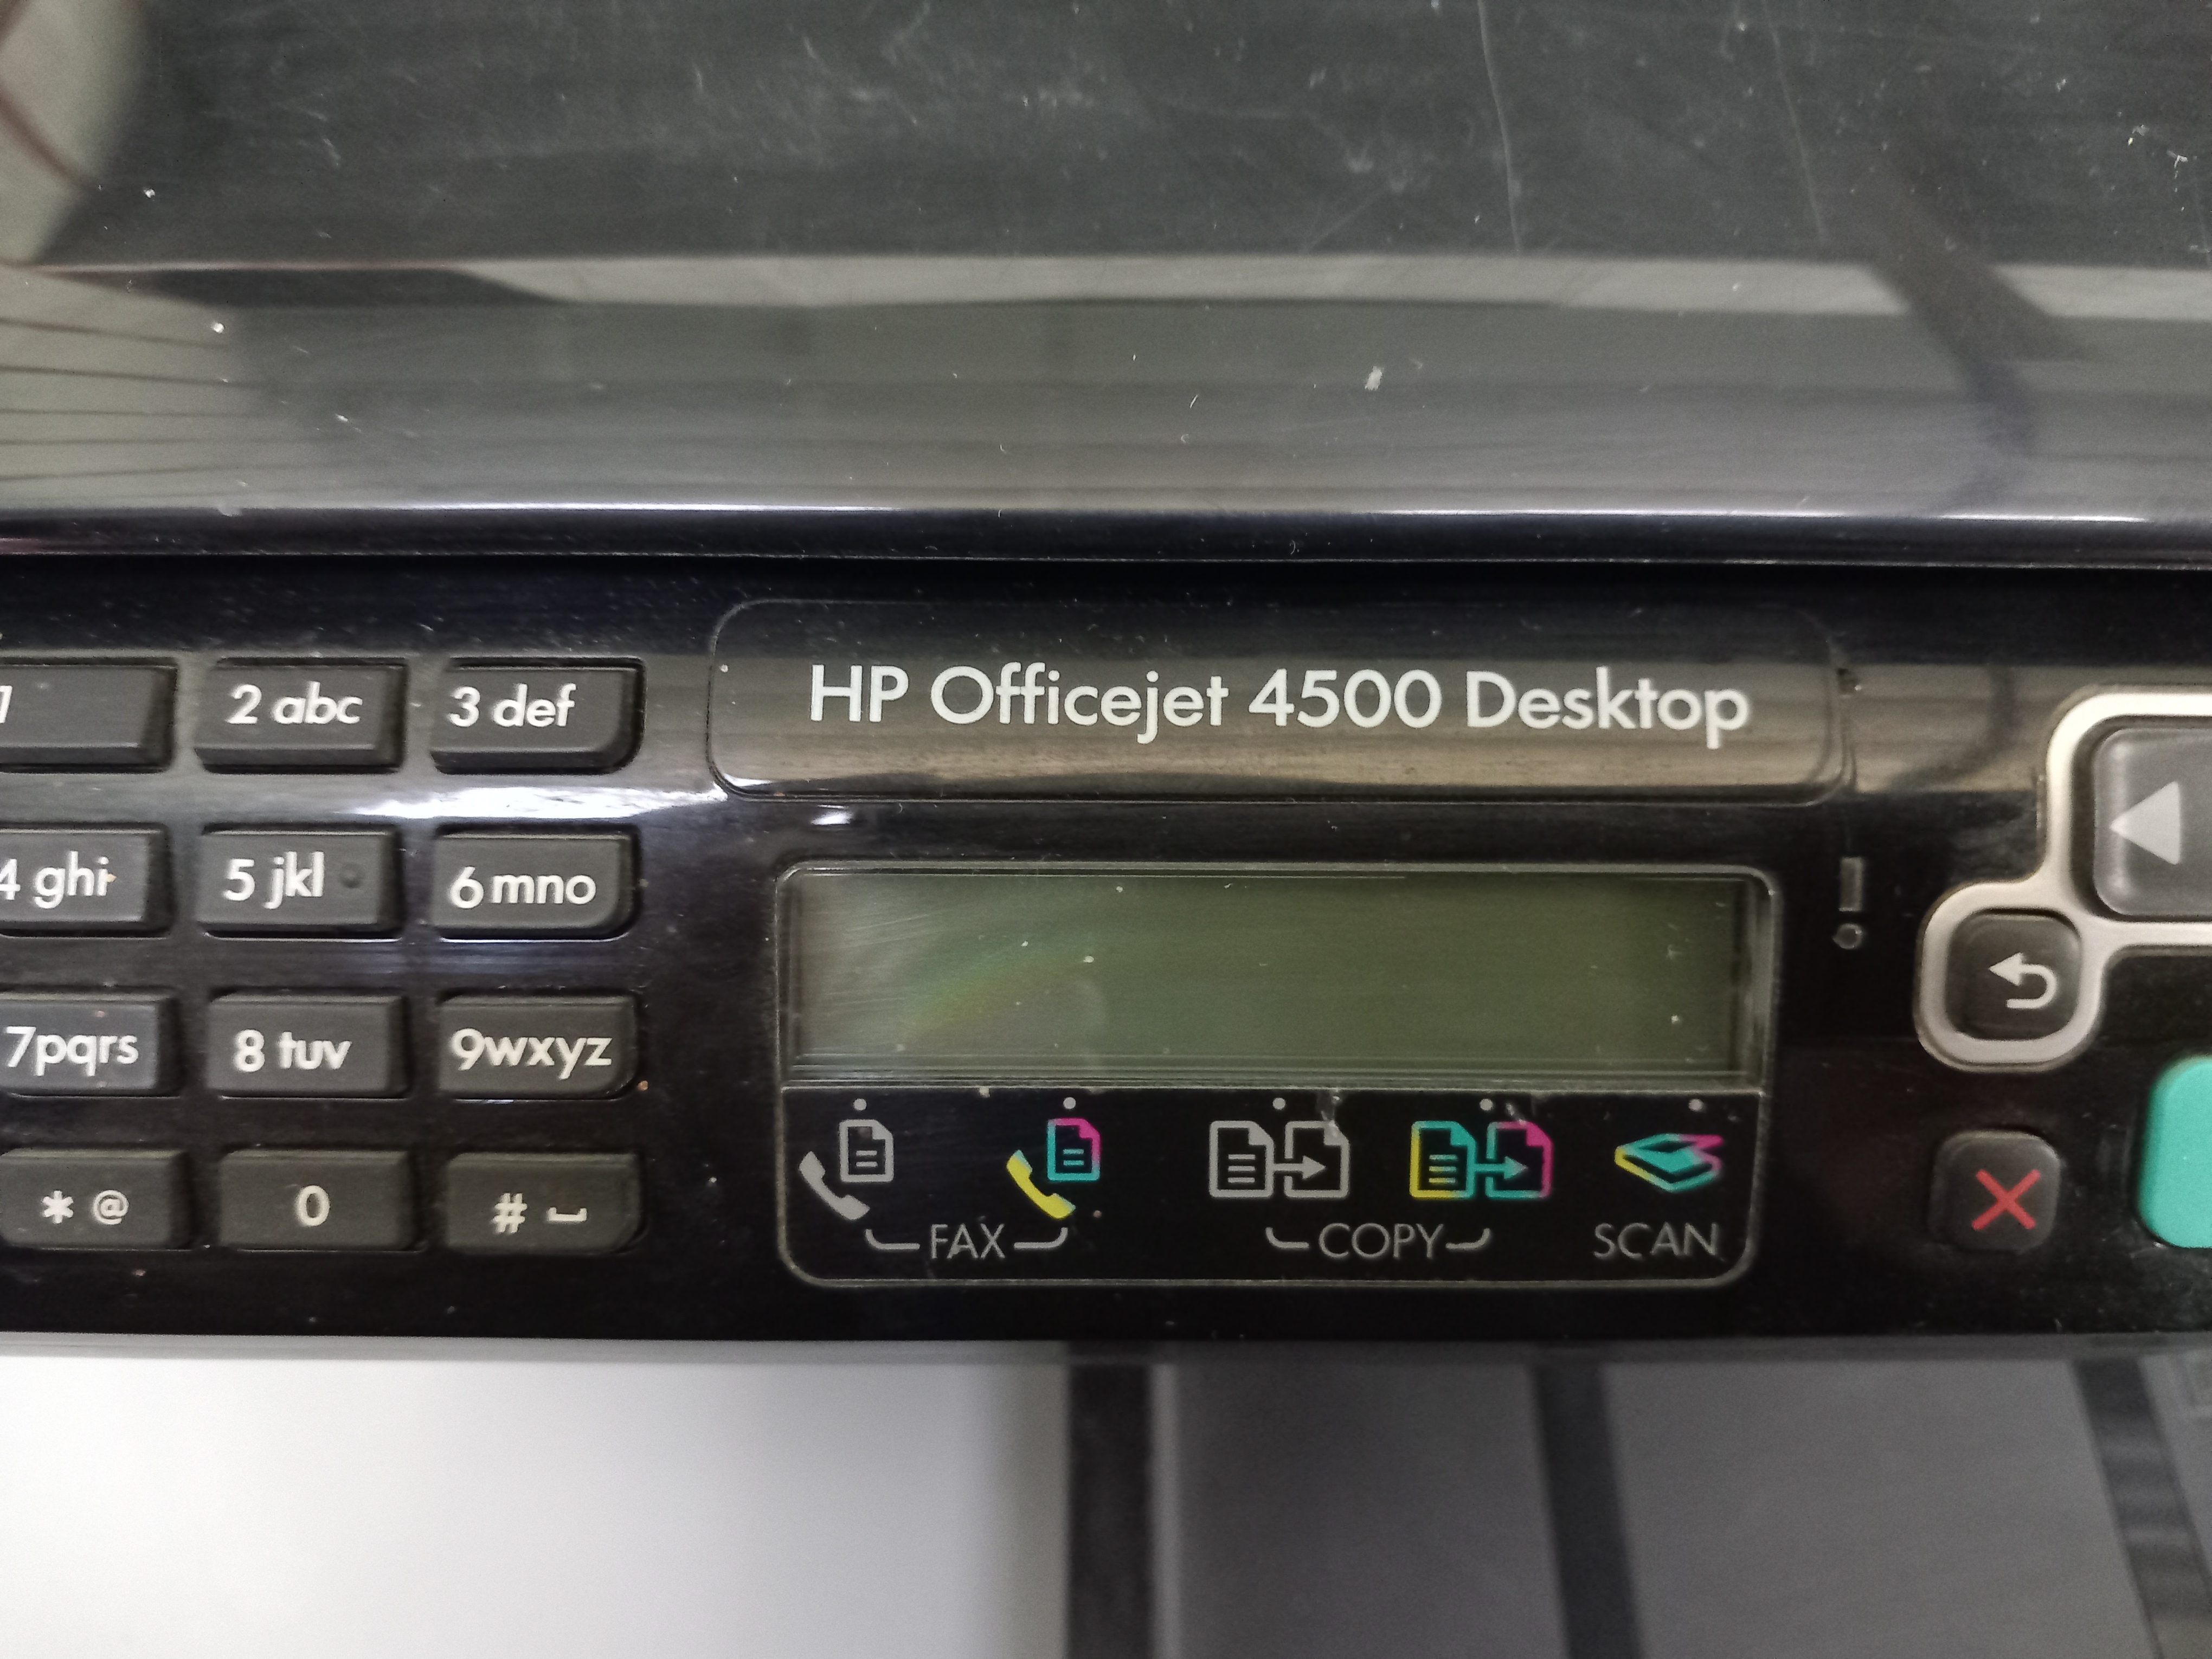 HP Officejet 4500 Desktop
1 2 abc 3 def
4 ghi 5 jkl 6 mno
7pqrs 8 tuv 9wxyz
* @ 0 # ⎵
FAX COPY SCAN